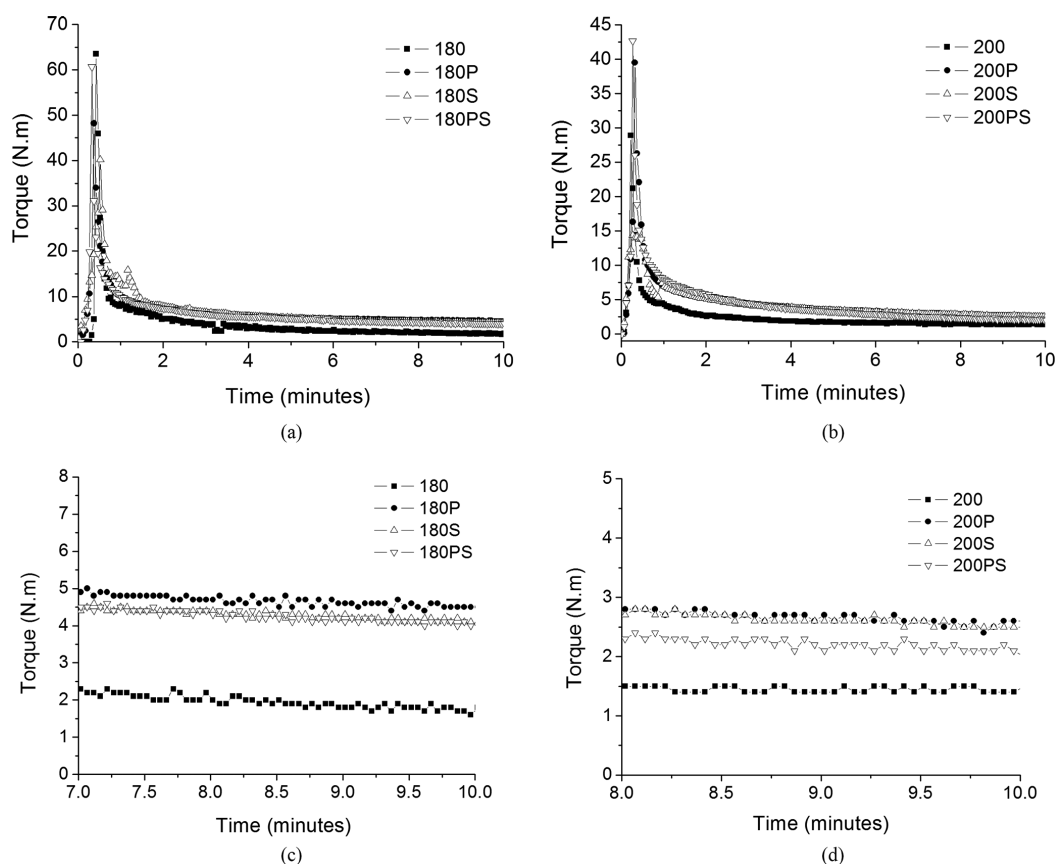 70
60
50
40
30
20
10
0
Torque (N.m)
180
180P
180S
180PS
0 2 4 6 8 10
Time (minutes)
(a)
45
40
35
30
25
20
15
10
5
0
Torque (N.m)
200
200P
200S
200PS
0 2 4 6 8 10
Time (minutes)
(b)
8
7
6
5
4
3
2
1
0
Torque (N.m)
180
180P
180S
180PS
7.0 7.5 8.0 8.5 9.0 9.5 10.0
Time (minutes)
(c)
5
4
3
2
1
0
Torque (N.m)
200
200P
200S
200PS
8.0 8.5 9.0 9.5 10.0
Time (minutes)
(d)